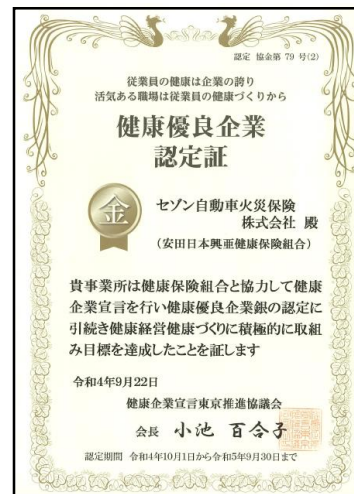 認定 協金第 79 号(2)
従業員の健康は企業の誇り
活気ある職場は従業員の健康づくりから
健康優良企業
認定証
金
セゾン自動車火災保険
株式会社 殿
(安田日本興亜健康保険組合)
貴事業所は健康保険組合と協力して健康
企業宣言を行い健康優良企業銀の認定に
引続き健康経営健康づくりに積極的に取組
み目標を達成したことを証します
令和4年9月22日
健康企業宣言東京推進協議会
会長 小池 百合子
認定期間 令和4年10月1日から令和5年9月30日まで